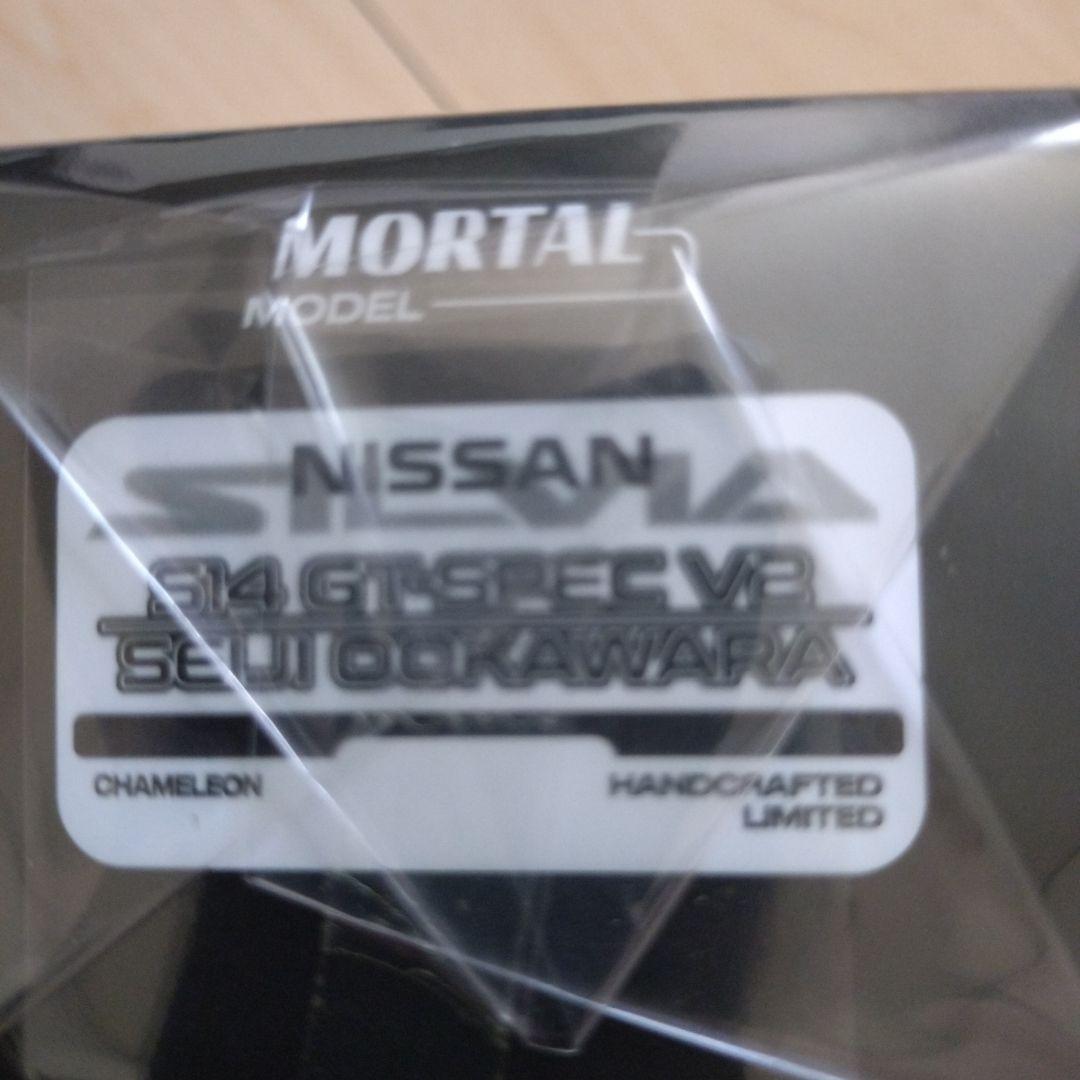 MORTAL
MODEL
NISSAN
SILVIA
S14 GT-SPEC V2
SEIJI OOKAWARA
CHAMELEON
HANDCRAFTED
LIMITED